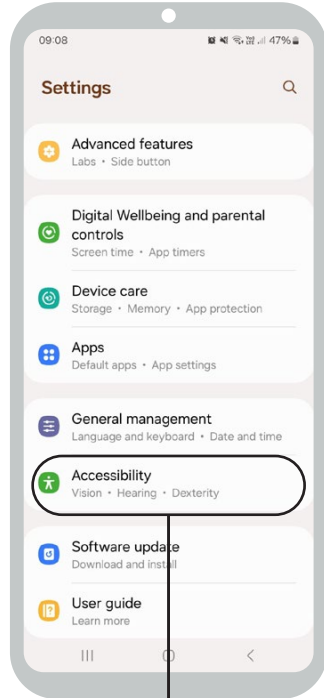 09:08 47%
Settings
Advanced features
Labs • Side button
Digital Wellbeing and parental
controls
Screen time • App timers
Device care
Storage • Memory • App protection
Apps
Default apps • App settings
General management
Language and keyboard • Date and time
Accessibility
Vision • Hearing • Dexterity
Software update
Download and install
User guide
Learn more